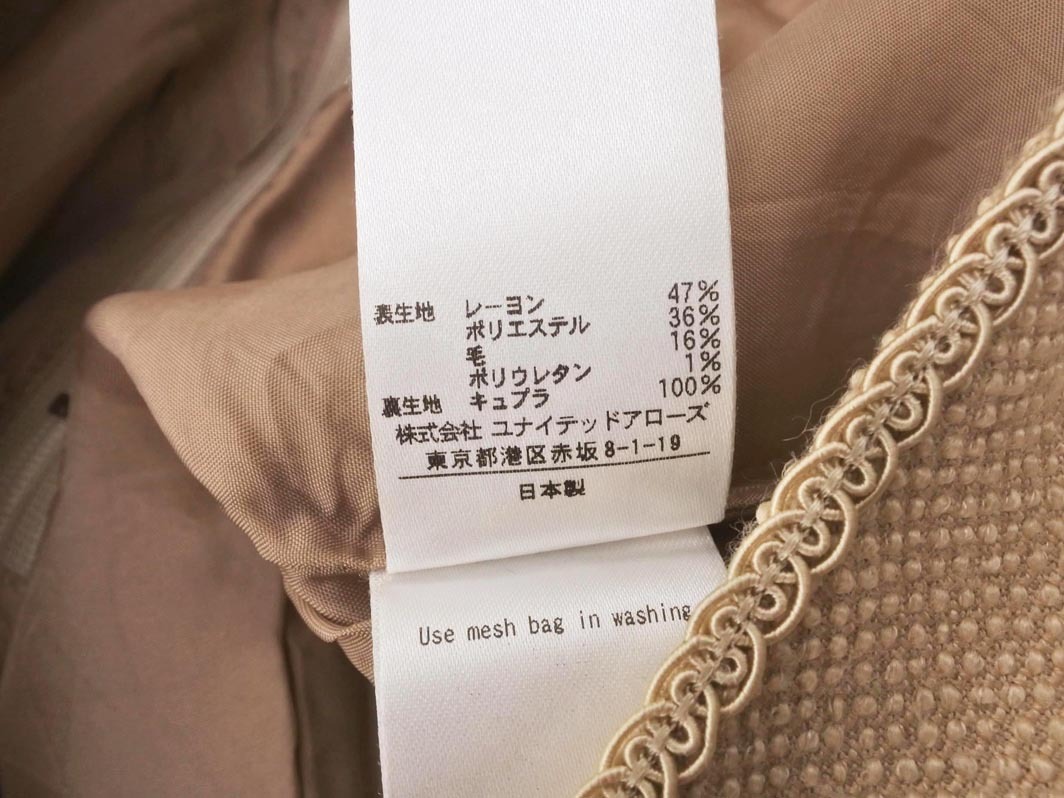 表生地 レーヨン 47%
ポリエステル 36%
毛 16%
ポリウレタン 1%
裏生地 キュプラ 100%
株式会社 ユナイテッドアローズ
東京都港区赤坂8-1-19
日本製
Use mesh bag in washing